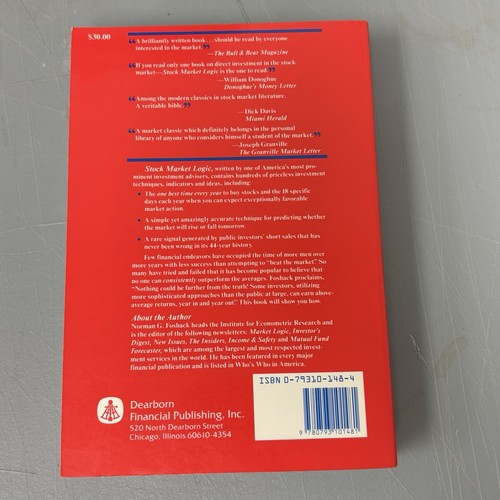 $30.00
“A brilliantly written book. . .should be read by everyone
interested in the market.”
—The Bull & Bear Magazine
“If you read only one book on direct investment in the stock
market—Stock Market Logic is the one to read.”
—William Donoghue
Donoghue's Money Letter
“Among the modern classics in stock market literature.
A veritable bible.”
—Dick Davis
Miami Herald
“A market classic which definitely belongs in the personal
library of anyone who considers himself a student of the market.”
—Joseph Granville
The Granville Market Letter
Stock Market Logic, written by one of America's most pro-
minent investment advisers, contains hundreds of priceless investment
techniques, indicators and ideas, including:
• The one best time every year to buy stocks and the 18 specific
days each year when you can expect exceptionally favorable
market action.
• A simple yet amazingly accurate technique for predicting whether
the market will rise or fall tomorrow.
• A rare signal generated by public investors' short sales that has
never been wrong in its 44-year history.
Few financial endeavors have occupied the time of more men over
more years with less success than attempting to “beat the market.” So
many have tried and failed that it has become popular to believe that
no one can consistently outperform the averages. Fosback proclaims,
“Nothing could be further from the truth! Some investors, utilizing
more sophisticated approaches than the public at large, can earn above-
average returns, year in and year out.” This book will show you how.
About the Author
Norman G. Fosback heads the Institute for Econometric Research and
is the editor of the following newsletters: Market Logic, Investor's
Digest, New Issues, The Insiders, Income & Safety and Mutual Fund
Forecaster, which are among the largest and most respected invest-
ment services in the world. He has been featured in every major
financial publication and is listed in Who's Who in America.
ISBN 0-79310-148-4
9 780793 101481
Dearborn
Financial Publishing, Inc.
520 North Dearborn Street
Chicago, Illinois 60610-4354